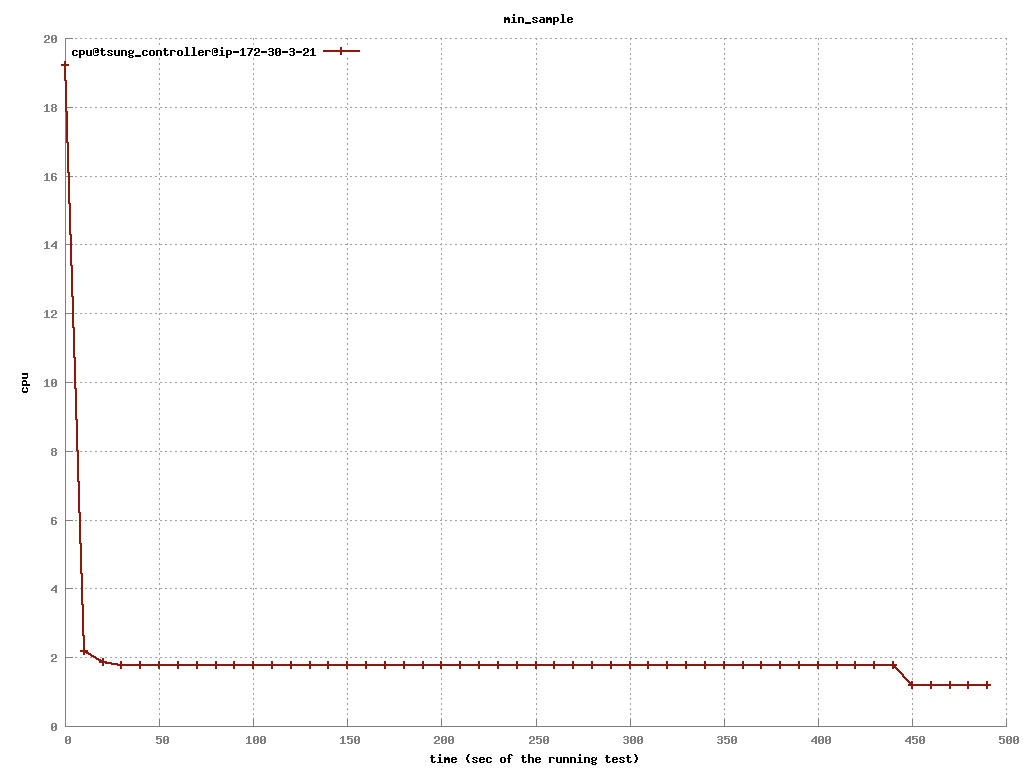 min_sample
cpu@tsung_controller@ip-172-30-3-21
20
18
16
14
12
10
8
6
4
2
0
cpu
0 50 100 150 200 250 300 350 400 450 500
time (sec of the running test)